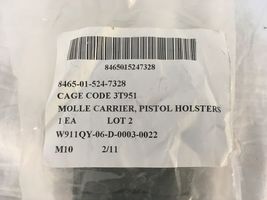 8465015247328
8465-01-524-7328
CAGE CODE 3T951
MOLLE CARRIER, PISTOL HOLSTERS
1 EA LOT 2
W911QY-06-D-0003-0022
M10 2/11